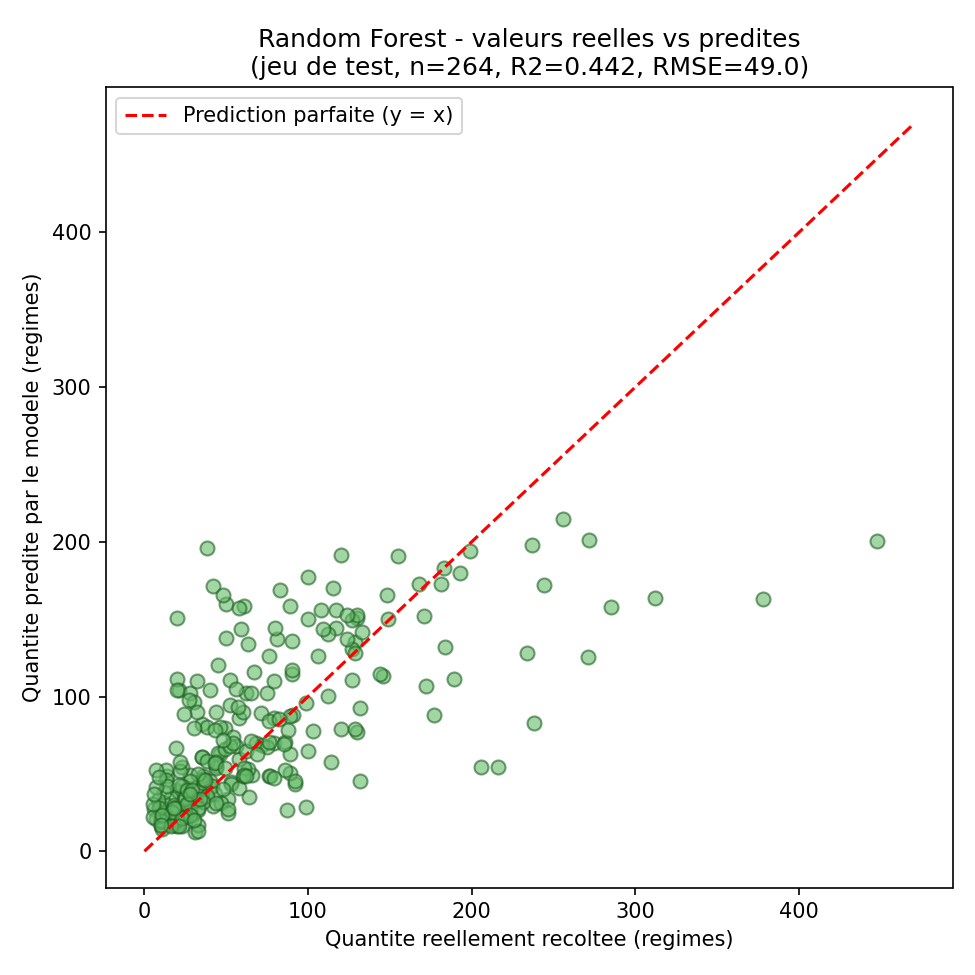 Random Forest - valeurs reelles vs predites
(jeu de test, n=264, R2=0.442, RMSE=49.0)
Prediction parfaite (y = x)
Quantite predite par le modele (regimes)
400
300
200
100
0
0 100 200 300 400
Quantite reellement recoltee (regimes)